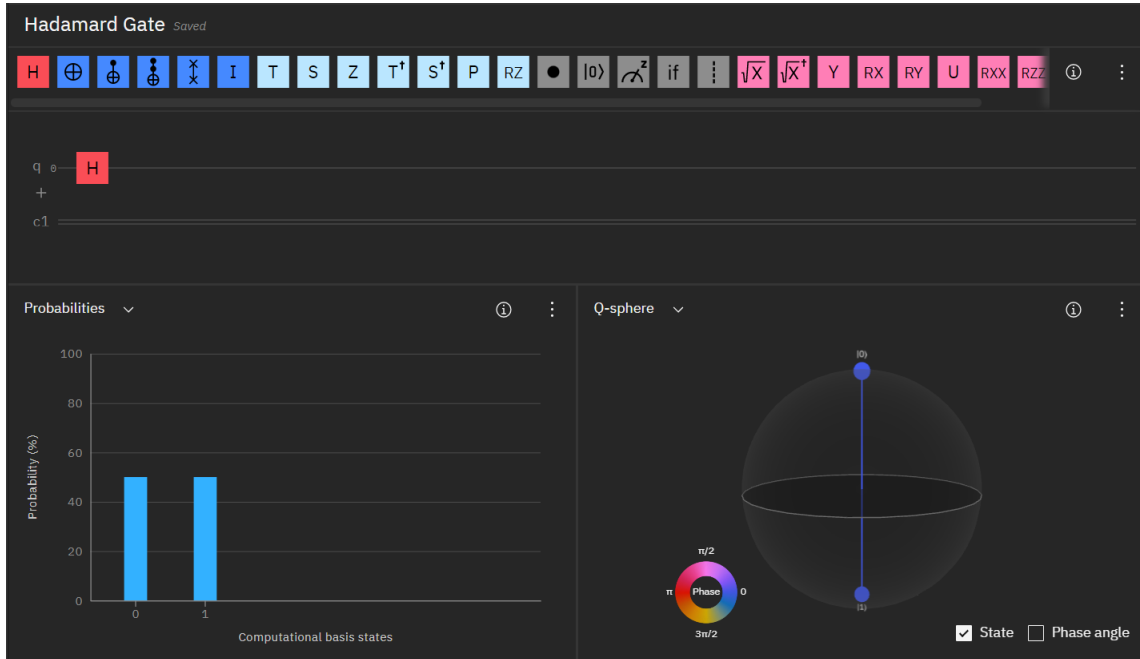 Hadamard Gate Saved
H T S Z T† S† P RZ |0⟩ z if √X √X† Y RX RY U RXX RZZ
I
q 0 H
+
c1
Probabilities
100
80
60
40
20
0
Probability (%)
0 1
Computational basis states
Q-sphere
|0⟩
|1⟩
π/2
π Phase 0
3π/2
State Phase angle